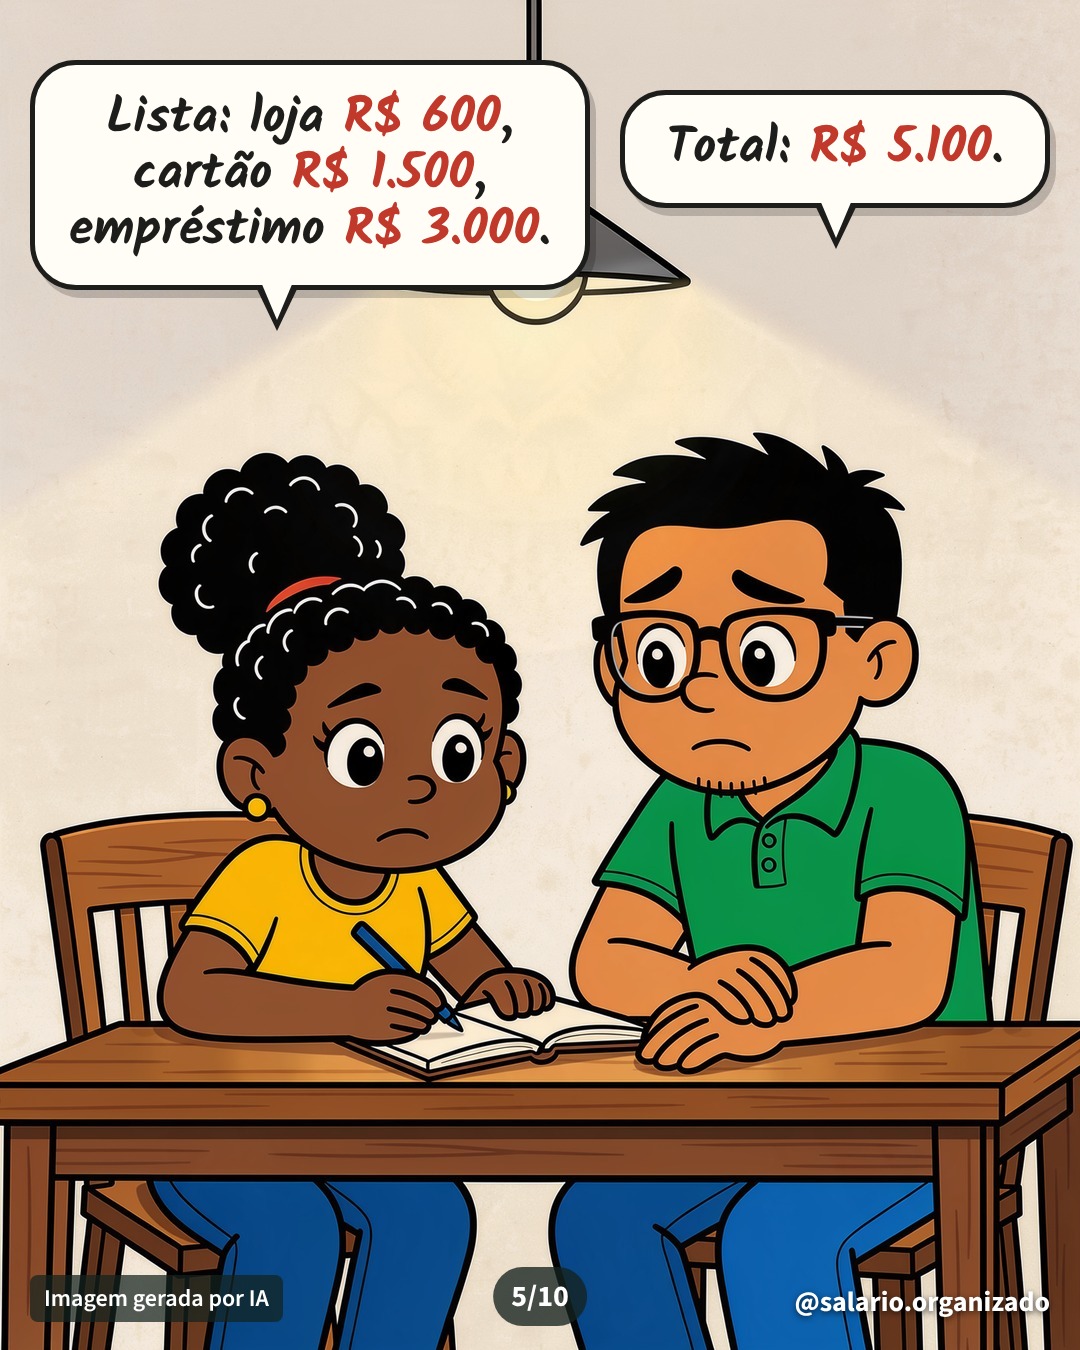 Lista: loja R$ 600,
cartão R$ 1.500,
empréstimo R$ 3.000.
Total: R$ 5.100.
Imagem gerada por IA
5/10
@salario.organizado